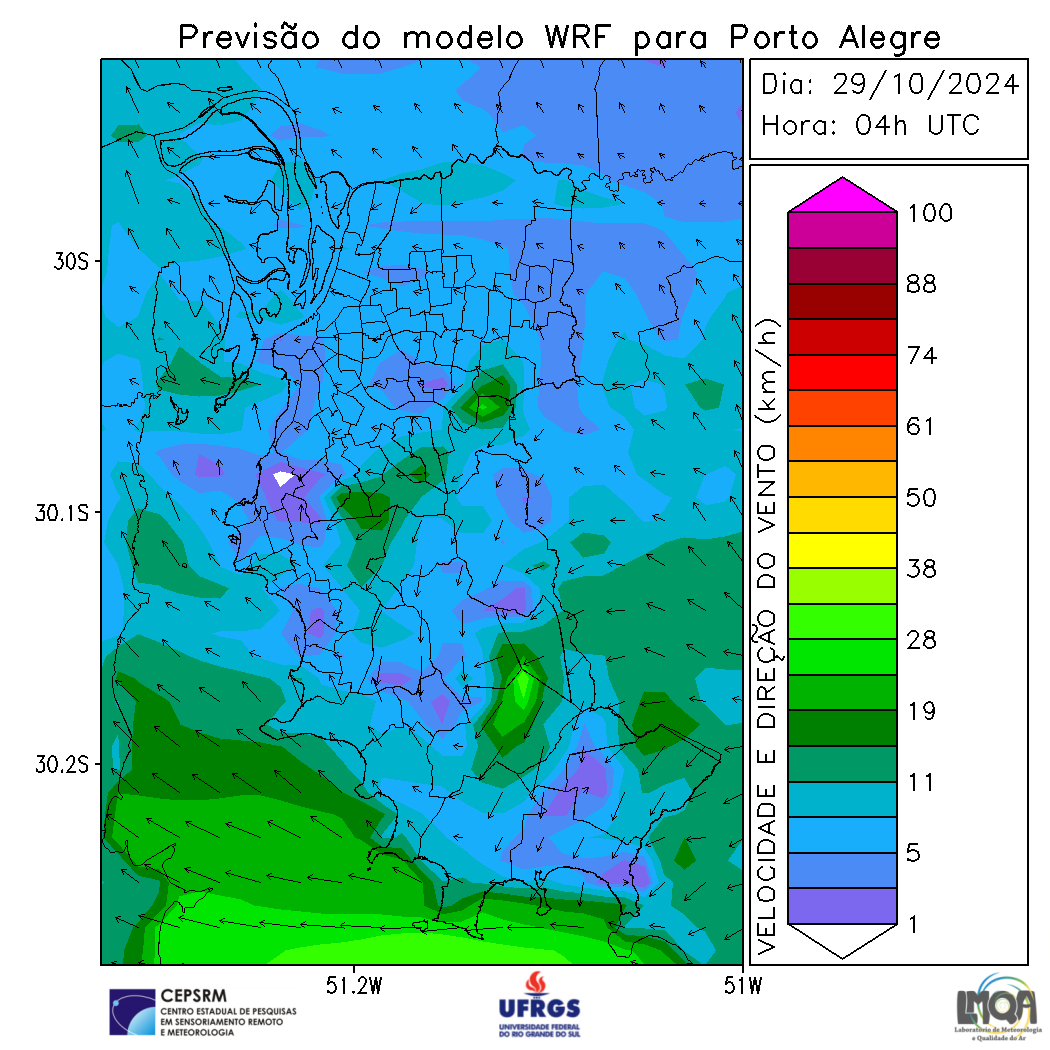 Previsão do modelo WRF para Porto Alegre
Dia: 29/10/2024
Hora: 04h UTC
100
88
74
61
50
38
28
19
11
5
1
VELOCIDADE E DIREÇÃO DO VENTO (km/h)
30S
30.1S
30.2S
51.2W
51W
CEPSRM
CENTRO ESTADUAL DE PESQUISAS
EM SENSORIAMENTO REMOTO
E METEOROLOGIA
UFRGS
UNIVERSIDADE FEDERAL
DO RIO GRANDE DO SUL
LMQA
Laboratório de Meteorologia
e Qualidade do Ar